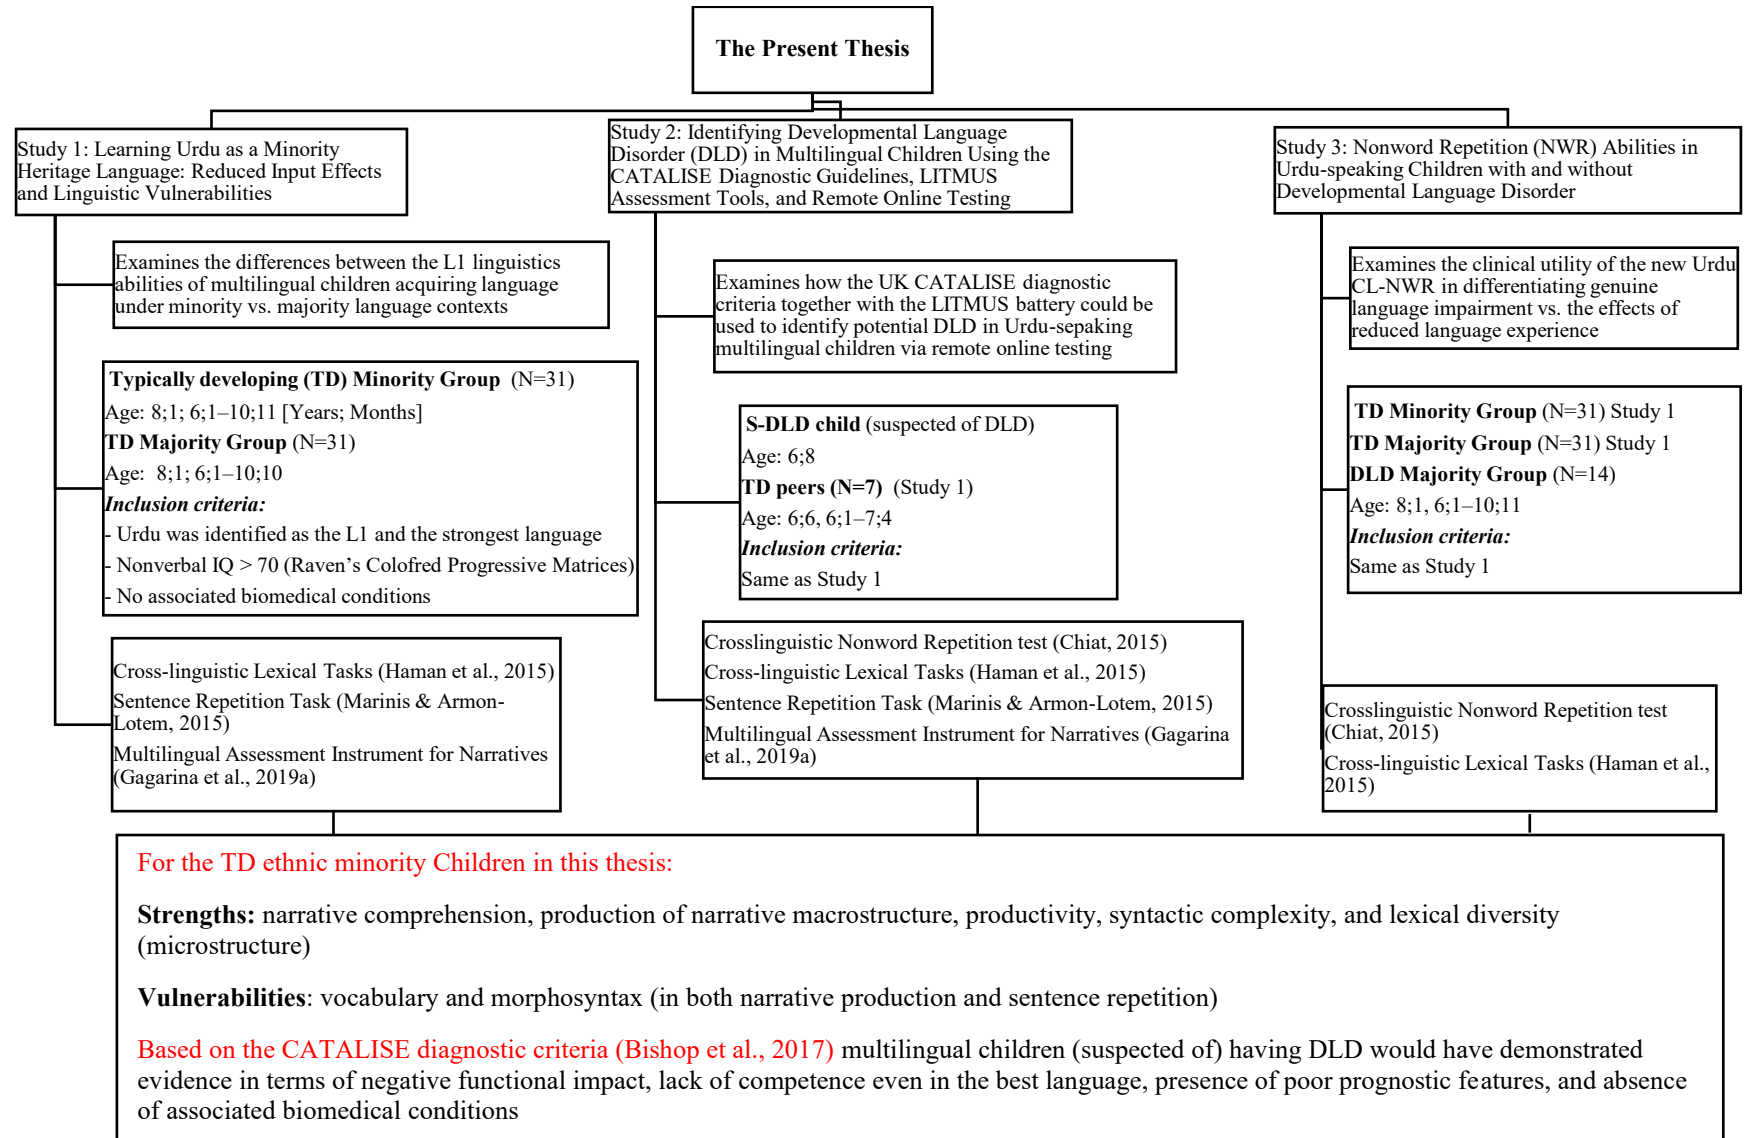 The Present Thesis
Study 1: Learning Urdu as a Minority
Heritage Language: Reduced Input Effects
and Linguistic Vulnerabilities
Examines the differences between the L1 linguistics
abilities of multilingual children acquiring language
under minority vs. majority language contexts
Typically developing (TD) Minority Group (N=31)
Age: 8;1; 6;1–10;11 [Years; Months]
TD Majority Group (N=31)
Age: 8;1; 6;1–10;10
Inclusion criteria:
- Urdu was identified as the L1 and the strongest language
- Nonverbal IQ > 70 (Raven's Colofred Progressive Matrices)
- No associated biomedical conditions
Cross-linguistic Lexical Tasks (Haman et al., 2015)
Sentence Repetition Task (Marinis & Armon-
Lotem, 2015)
Multilingual Assessment Instrument for Narratives
(Gagarina et al., 2019a)
Study 2: Identifying Developmental Language
Disorder (DLD) in Multilingual Children Using the
CATALISE Diagnostic Guidelines, LITMUS
Assessment Tools, and Remote Online Testing
Examines how the UK CATALISE diagnostic
criteria together with the LITMUS battery could be
used to identify potential DLD in Urdu-sepaking
multilingual children via remote online testing
S-DLD child (suspected of DLD)
Age: 6;8
TD peers (N=7) (Study 1)
Age: 6;6, 6;1–7;4
Inclusion criteria:
Same as Study 1
Crosslinguistic Nonword Repetition test (Chiat, 2015)
Cross-linguistic Lexical Tasks (Haman et al., 2015)
Sentence Repetition Task (Marinis & Armon-Lotem, 2015)
Multilingual Assessment Instrument for Narratives (Gagarina
et al., 2019a)
Study 3: Nonword Repetition (NWR) Abilities in
Urdu-speaking Children with and without
Developmental Language Disorder
Examines the clinical utility of the new Urdu
CL-NWR in differentiating genuine
language impairment vs. the effects of
reduced language experience
TD Minority Group (N=31) Study 1
TD Majority Group (N=31) Study 1
DLD Majority Group (N=14)
Age: 8;1, 6;1–10;11
Inclusion criteria:
Same as Study 1
Crosslinguistic Nonword Repetition test
(Chiat, 2015)
Cross-linguistic Lexical Tasks (Haman et al.,
2015)
For the TD ethnic minority Children in this thesis:
Strengths: narrative comprehension, production of narrative macrostructure, productivity, syntactic complexity, and lexical diversity
(microstructure)
Vulnerabilities: vocabulary and morphosyntax (in both narrative production and sentence repetition)
Based on the CATALISE diagnostic criteria (Bishop et al., 2017) multilingual children (suspected of) having DLD would have demonstrated
evidence in terms of negative functional impact, lack of competence even in the best language, presence of poor prognostic features, and absence
of associated biomedical conditions